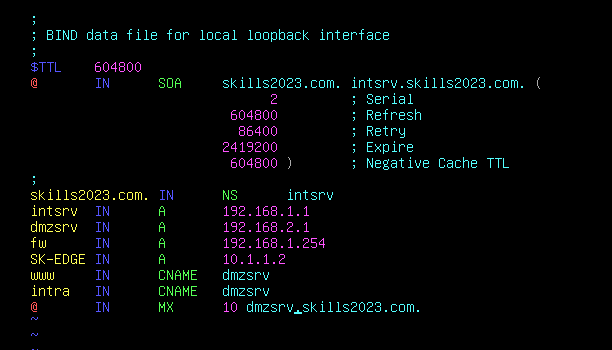 ;
; BIND data file for local loopback interface
;
$TTL    604800
@       IN      SOA     skills2023.com. intsrv.skills2023.com. (
                              2         ; Serial
                         604800         ; Refresh
                          86400         ; Retry
                        2419200         ; Expire
                         604800 )       ; Negative Cache TTL
;
skills2023.com. IN      NS      intsrv
intsrv  IN      A       192.168.1.1
dmzsrv  IN      A       192.168.2.1
fw      IN      A       192.168.1.254
SK-EDGE IN      A       10.1.1.2
www     IN      CNAME   dmzsrv
intra   IN      CNAME   dmzsrv
@       IN      MX      10 dmzsrv.skills2023.com.
~
~
~